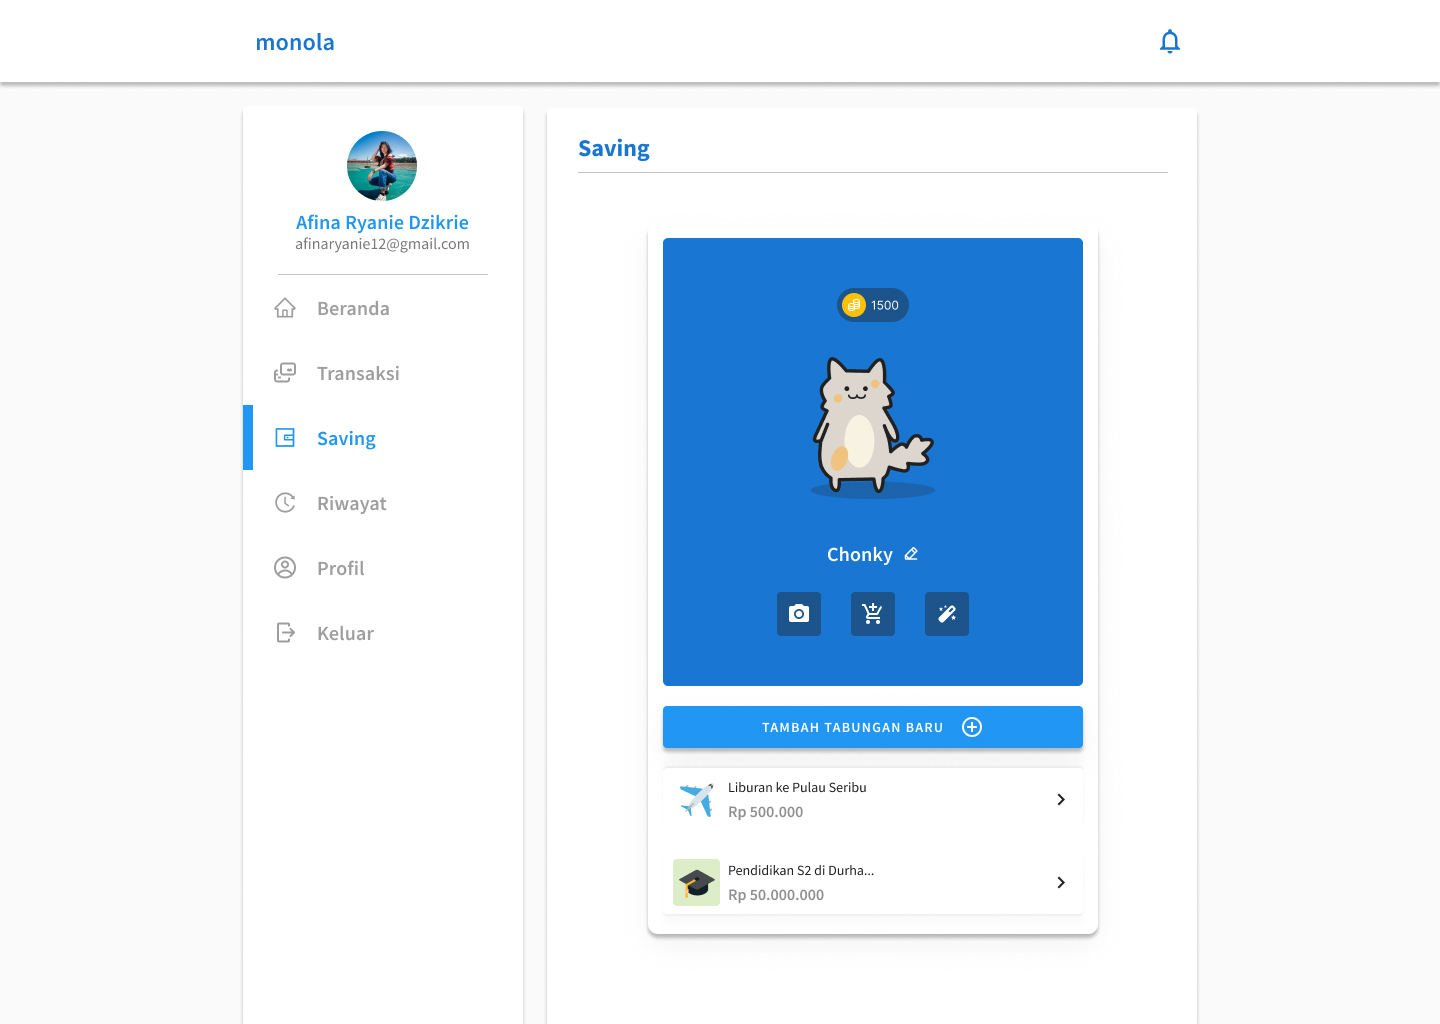 monola
Afina Ryanie Dzikrie
afinaryanie12@gmail.com
Beranda
Transaksi
Saving
Riwayat
Profil
Keluar
Saving
1500
Chonky
TAMBAH TABUNGAN BARU
Liburan ke Pulau Seribu
Rp 500.000
Pendidikan S2 di Durha...
Rp 50.000.000